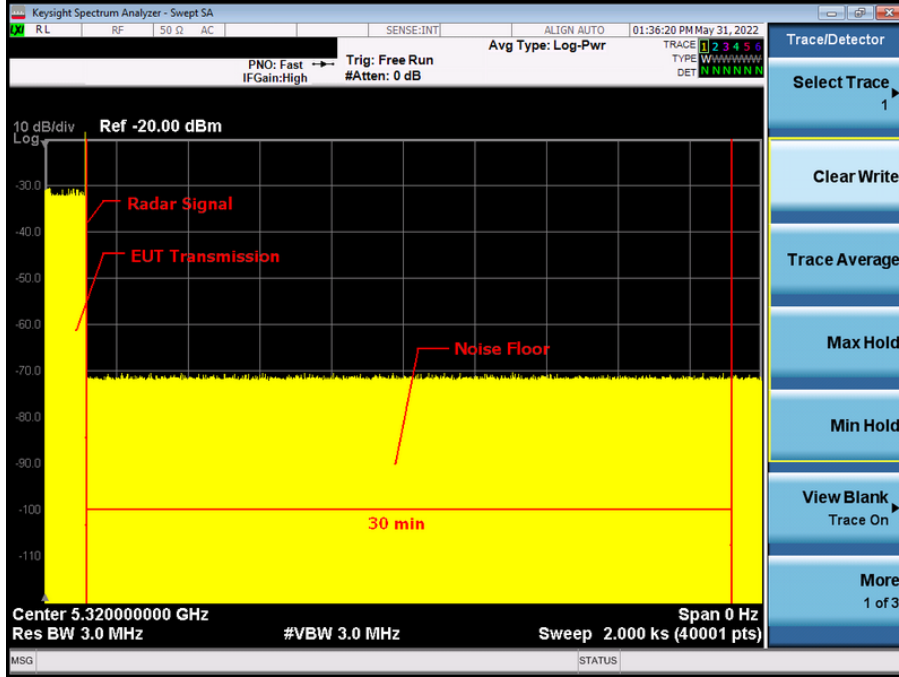 Keysight Spectrum Analyzer - Swept SA
LXI RL RF 50 Ω AC SENSE:INT ALIGN AUTO 01:36:20 PM May 31, 2022
PNO: Fast Trig: Free Run Avg Type: Log-Pwr TRACE 1 2 3 4 5 6
IFGain:High #Atten: 0 dB TYPE WWWWWW
DET N N N N N N
Trace/Detector
Select Trace
1
Clear Write
Trace Average
Max Hold
Min Hold
View Blank
Trace On
More
1 of 3
10 dB/div Ref -20.00 dBm
Log
-30.0
-40.0
-50.0
-60.0
-70.0
-80.0
-90.0
-100
-110
Radar Signal
EUT Transmission
Noise Floor
30 min
Center 5.320000000 GHz Span 0 Hz
Res BW 3.0 MHz #VBW 3.0 MHz Sweep 2.000 ks (40001 pts)
MSG STATUS